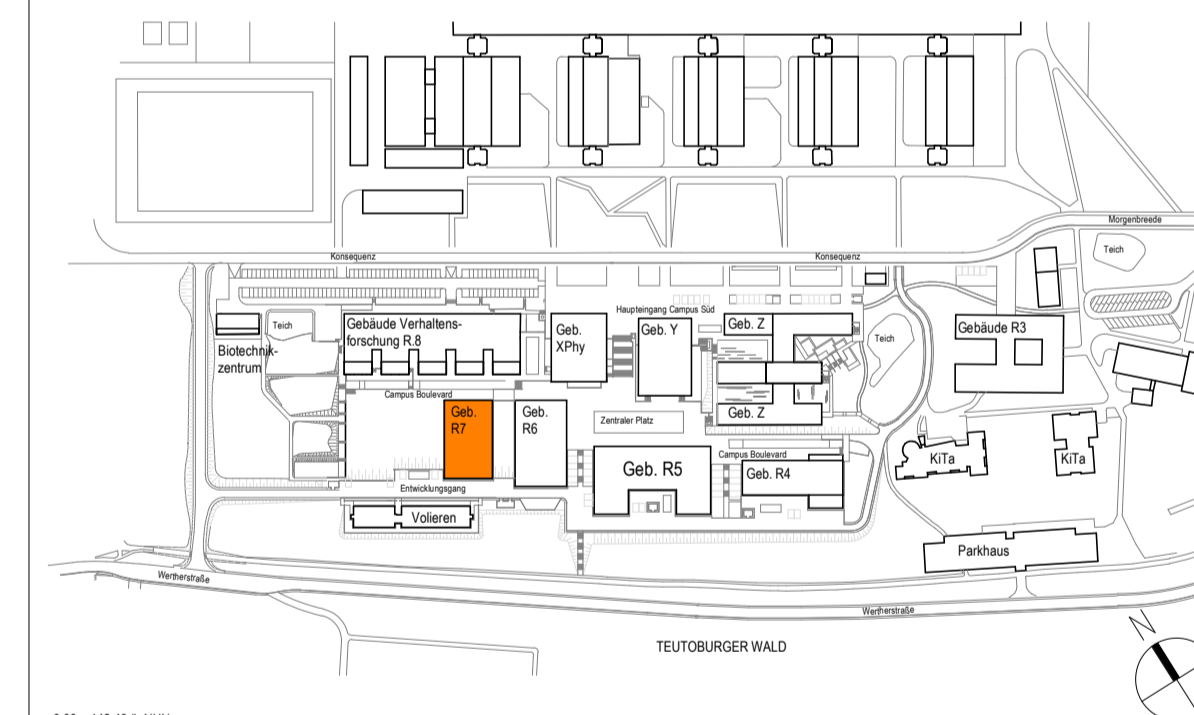 Morgenbreede
Teich
Konsequenz
Konsequenz
Haupteingang Campus Süd
Teich
Gebäude Verhaltens-
forschung R.8
Geb.
XPhy
Geb. Y
Geb. Z
Gebäude R3
Biotechnik-
zentrum
Teich
Campus Boulevard
Geb.
R7
Geb.
R6
Zentraler Platz
Geb. Z
Campus Boulevard
KiTa
KiTa
Geb. R5
Geb. R4
Entwicklungsgang
Volieren
Parkhaus
Wertherstraße
Wertherstraße
TEUTOBURGER WALD
N